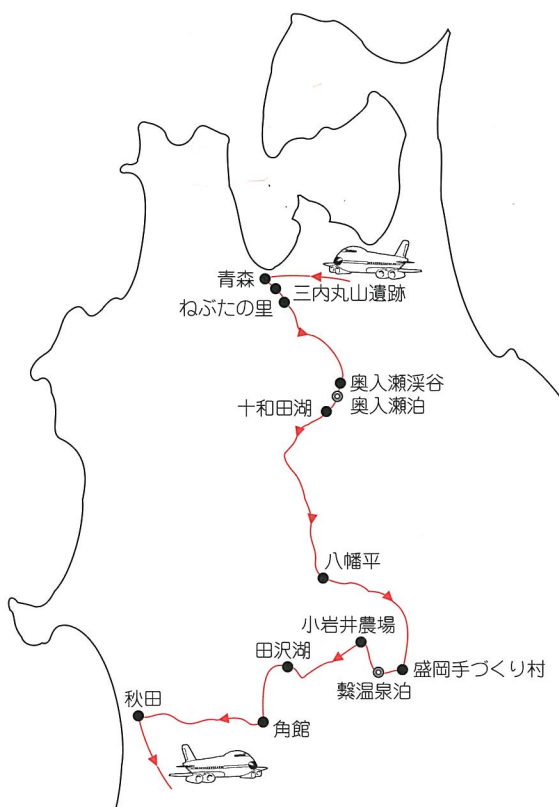 青森
三内丸山遺跡
ねぶたの里
奥入瀬渓谷
奥入瀬泊
十和田湖
八幡平
小岩井農場
田沢湖
盛岡手づくり村
繋温泉泊
秋田
角館